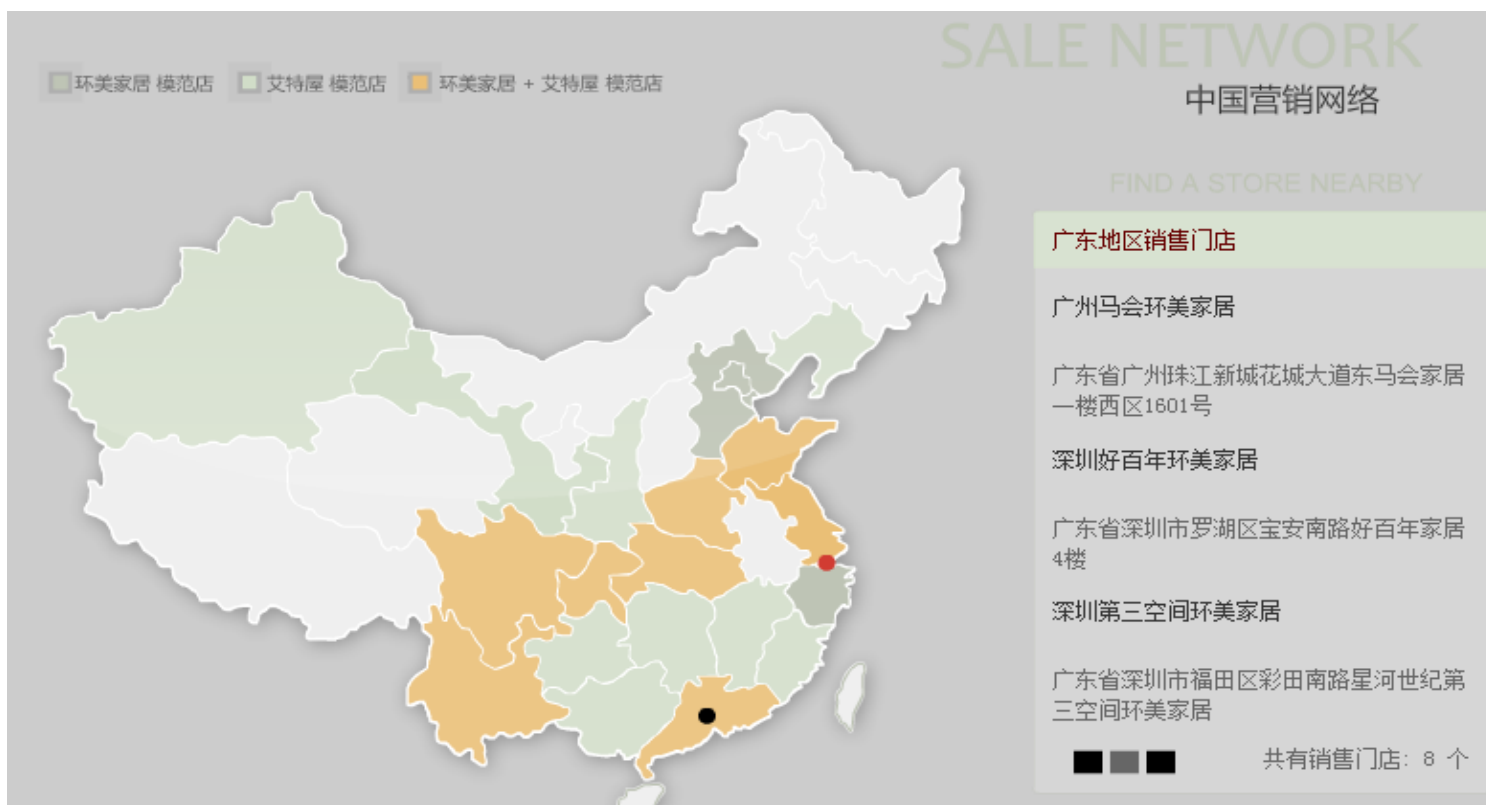 SALE NETWORK
环美家居 模范店 艾特屋 模范店 环美家居 + 艾特屋 模范店
中国营销网络
FIND A STORE NEARBY
广东地区销售门店
广州马会环美家居
广东省广州珠江新城花城大道东马会家居
一楼西区1601号
深圳好百年环美家居
广东省深圳市罗湖区宝安南路好百年家居
4楼
深圳第三空间环美家居
广东省深圳市福田区彩田南路星河世纪第
三空间环美家居
共有销售门店: 8 个